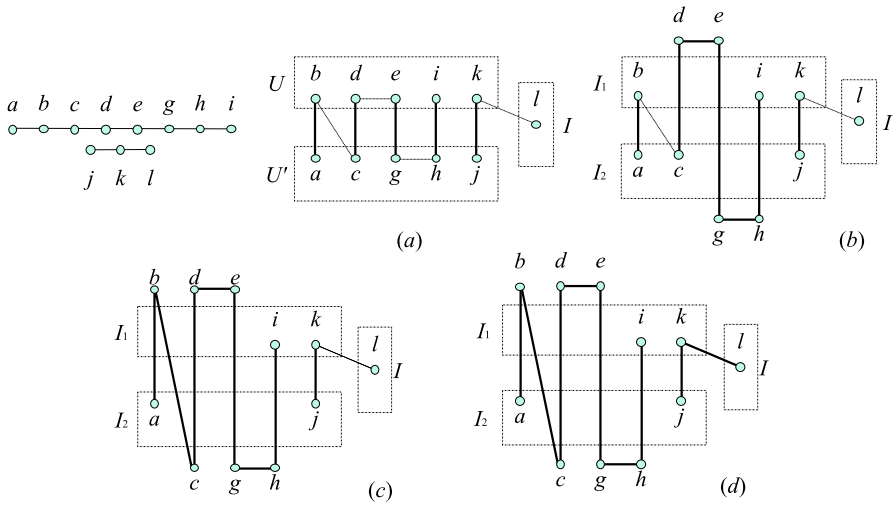 a b c d e g h i
j k l
U b d e i k l I
U' a c g h j
(a)
d e
I₁ b i k l I
I₂ a c j
g h
(b)
b d e
I₁ i k l I
I₂ a j
c g h
(c)
b d e
I₁ i k l I
I₂ a j
c g h
(d)